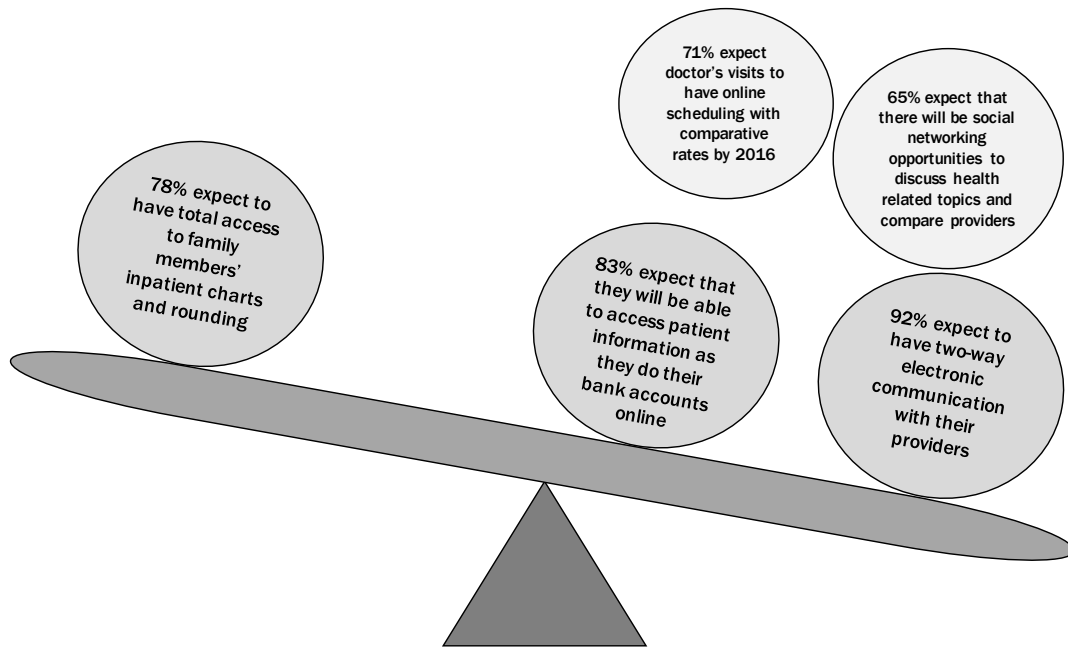 71% expect
doctor's visits to
have online
scheduling with
comparative
rates by 2016
65% expect that
there will be social
networking
opportunities to
discuss health
related topics and
compare providers
78% expect to
have total access
to family
members'
inpatient charts
and rounding
83% expect that
they will be able
to access patient
information as
they do their
bank accounts
online
92% expect to
have two-way
electronic
communication
with their
providers